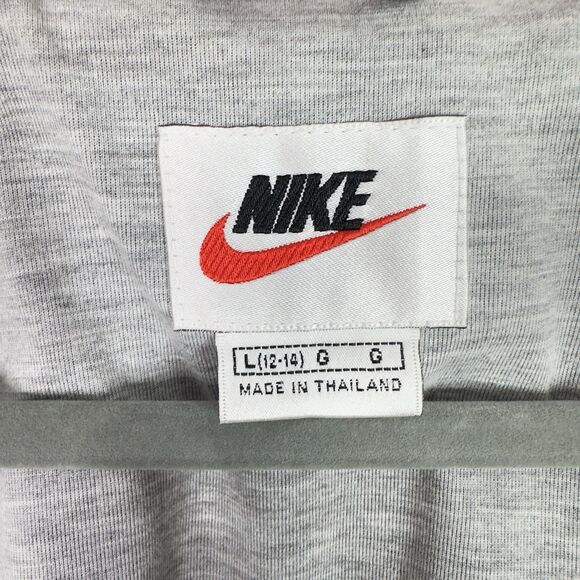 NIKE
L(12-14) G G
MADE IN THAILAND